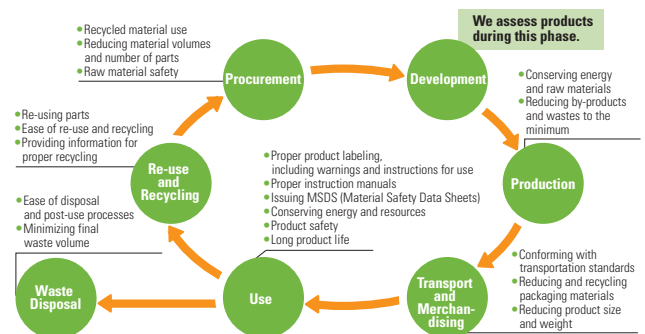 We assess products
during this phase.
• Recycled material use
• Reducing material volumes
and number of parts
• Raw material safety
Procurement
Development
• Conserving energy
and raw materials
• Reducing by-products
and wastes to the
minimum
Production
• Re-using parts
• Ease of re-use and recycling
• Providing information for
proper recycling
Re-use
and
Recycling
• Proper product labeling,
including warnings and instructions for use
• Proper instruction manuals
• Issuing MSDS (Material Safety Data Sheets)
• Conserving energy and resources
• Product safety
• Long product life
Use
• Ease of disposal
and post-use processes
• Minimizing final
waste volume
Waste
Disposal
Transport
and
Merchan-
dising
• Conforming with
transportation standards
• Reducing and recycling
packaging materials
• Reducing product size
and weight